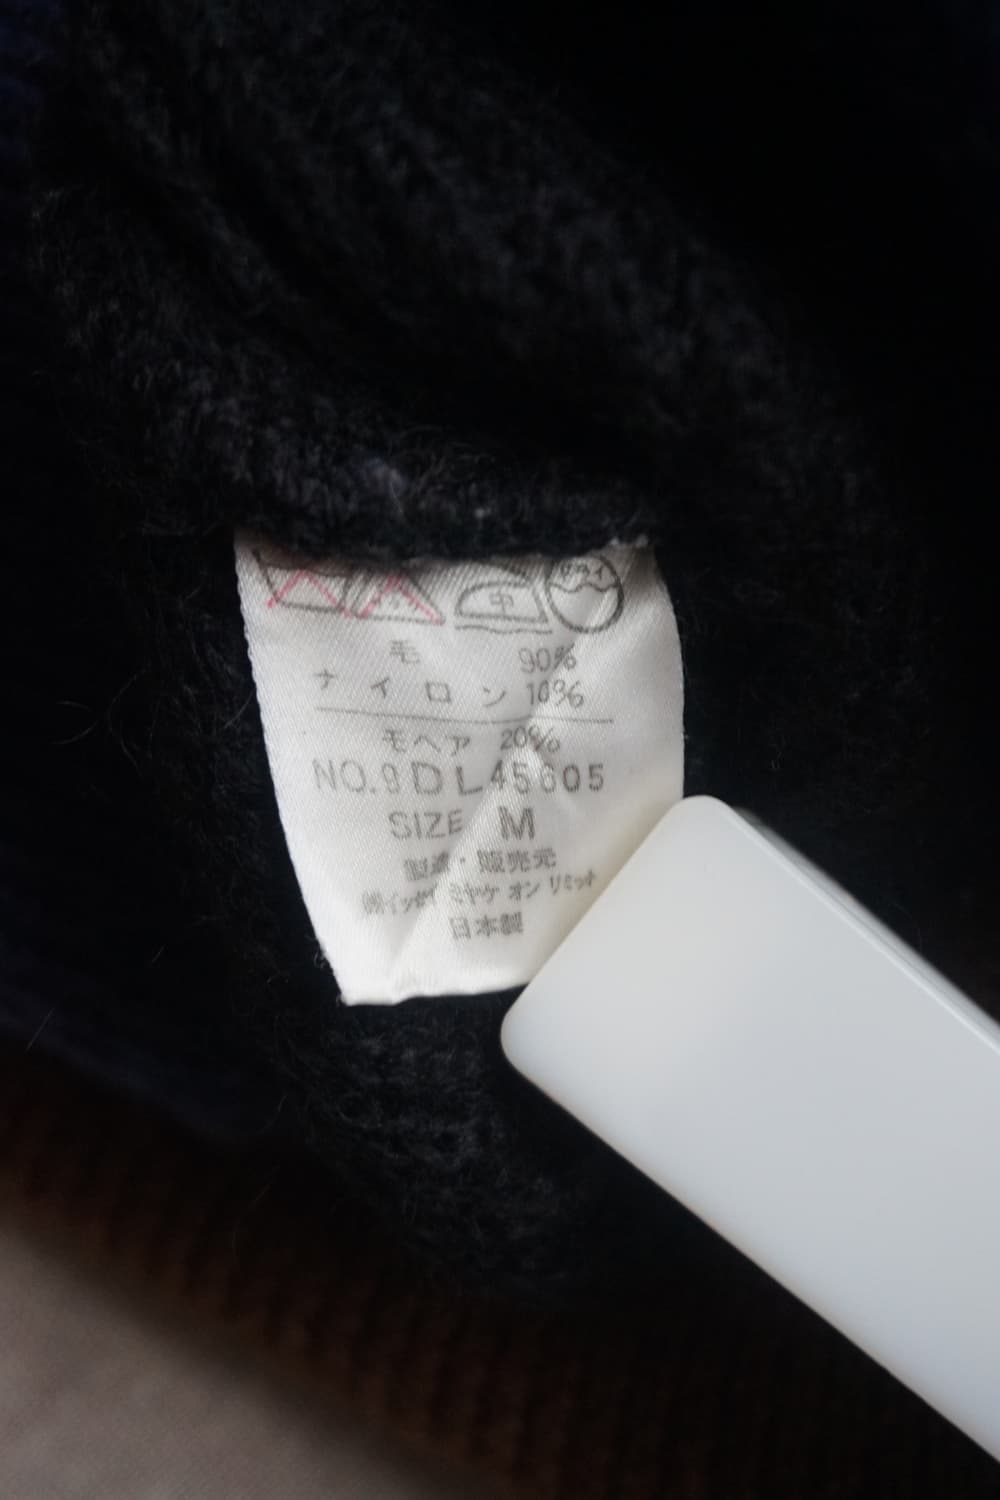 中 ドライ
毛 90%
ナイロン 10%
モヘア 20%
NO.9DL45605
SIZE M
製造・販売元
㈱イッセイ ミヤケ オン リミット
日本製